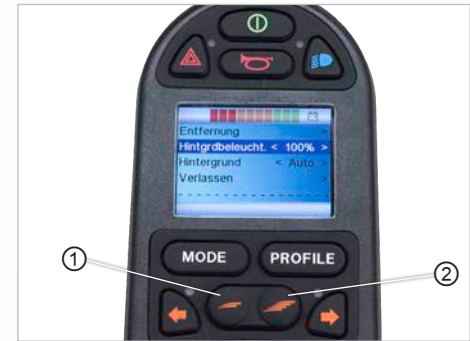 Entfernung >
Hintgrdbeleucht. < 100% >
Hintergrund < Auto >
Verlassen >
MODE PROFILE
1 2